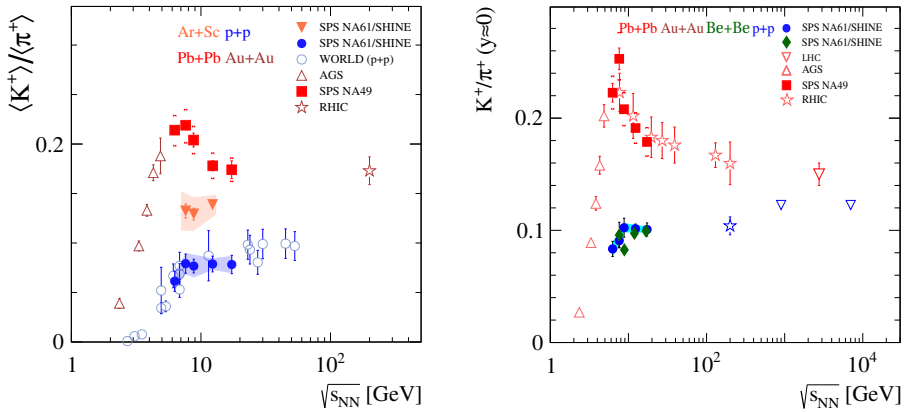 ⟨K⁺⟩/⟨π⁺⟩
0.2
0
Ar+Sc p+p
Pb+Pb Au+Au
SPS NA61/SHINE
SPS NA61/SHINE
WORLD (p+p)
AGS
SPS NA49
RHIC
1 10 10²
√sNN [GeV]
K⁺/π⁺ (y≈0)
0.2
0.1
0
Pb+Pb Au+Au Be+Be p+p
SPS NA61/SHINE
SPS NA61/SHINE
LHC
AGS
SPS NA49
RHIC
1 10 10² 10⁴
√sNN [GeV]